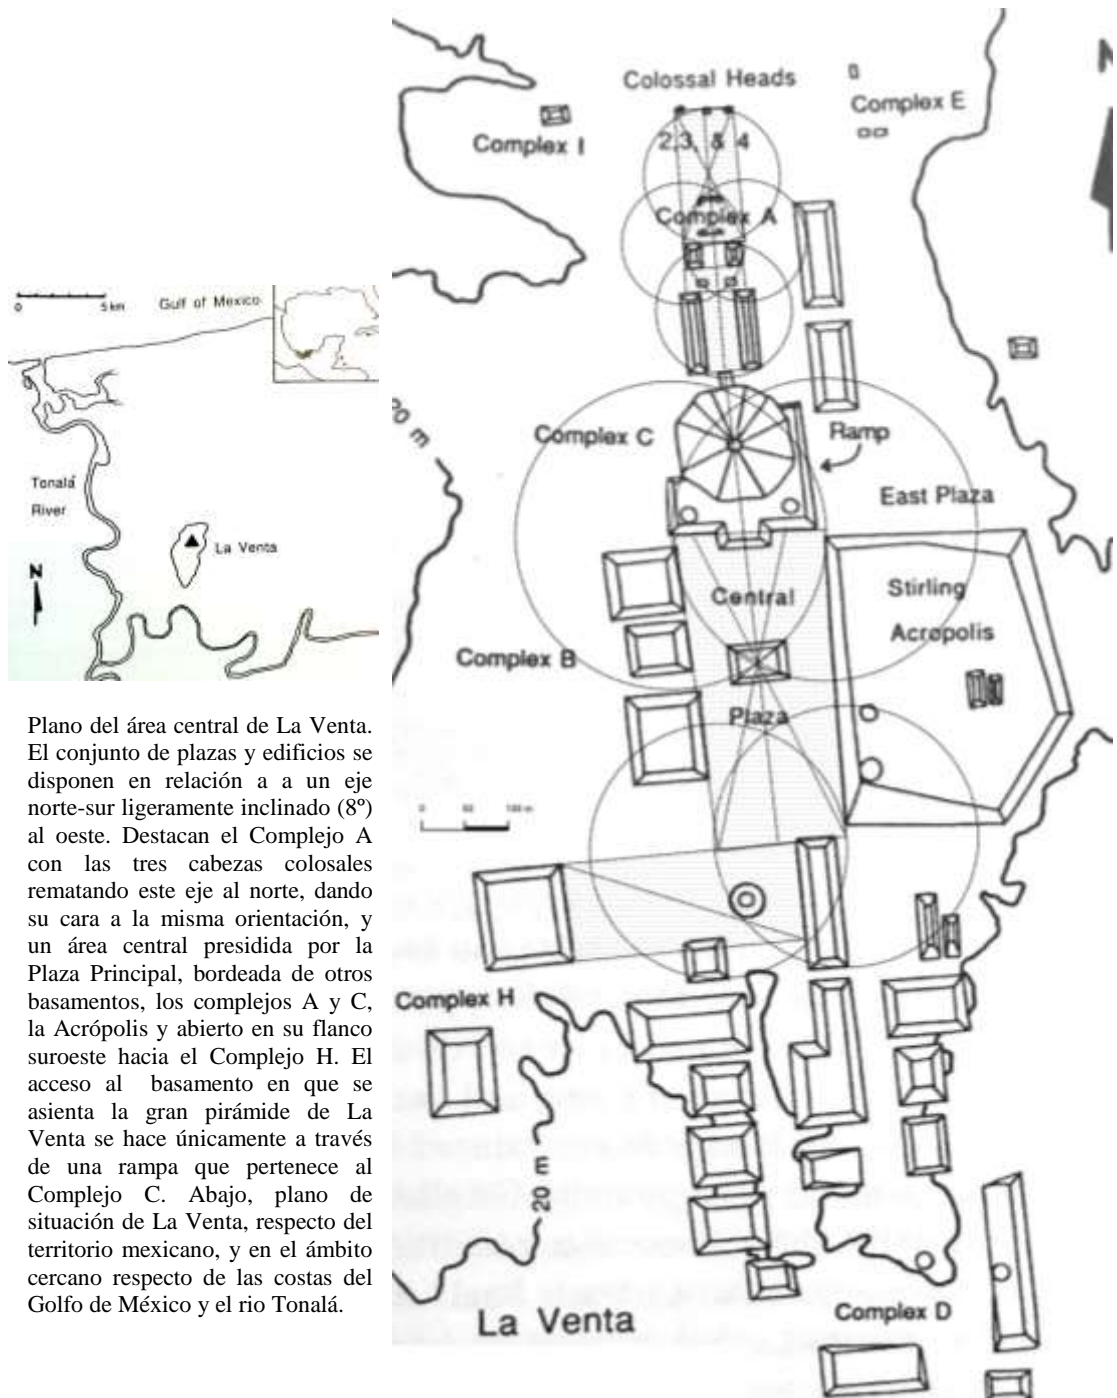 0 5 km
Gulf of Mexico
Tonalá
River
La Venta
N
Plano del área central de La Venta.
El conjunto de plazas y edificios se
disponen en relación a a un eje
norte-sur ligeramente inclinado (8º)
al oeste. Destacan el Complejo A
con las tres cabezas colosales
rematando este eje al norte, dando
su cara a la misma orientación, y
un área central presidida por la
Plaza Principal, bordeada de otros
basamentos, los complejos A y C,
la Acrópolis y abierto en su flanco
suroeste hacia el Complejo H. El
acceso al basamento en que se
asienta la gran pirámide de La
Venta se hace únicamente a través
de una rampa que pertenece al
Complejo C. Abajo, plano de
situación de La Venta, respecto del
territorio mexicano, y en el ámbito
cercano respecto de las costas del
Golfo de México y el rio Tonalá.
N
Colossal Heads
2,3, & 4
Complex E
Complex I
Complex A
Complex C
Ramp
East Plaza
Central
Stirling
Acropolis
Complex B
Plaza
0 50 100 m
Complex H
20 m
Complex D
La Venta